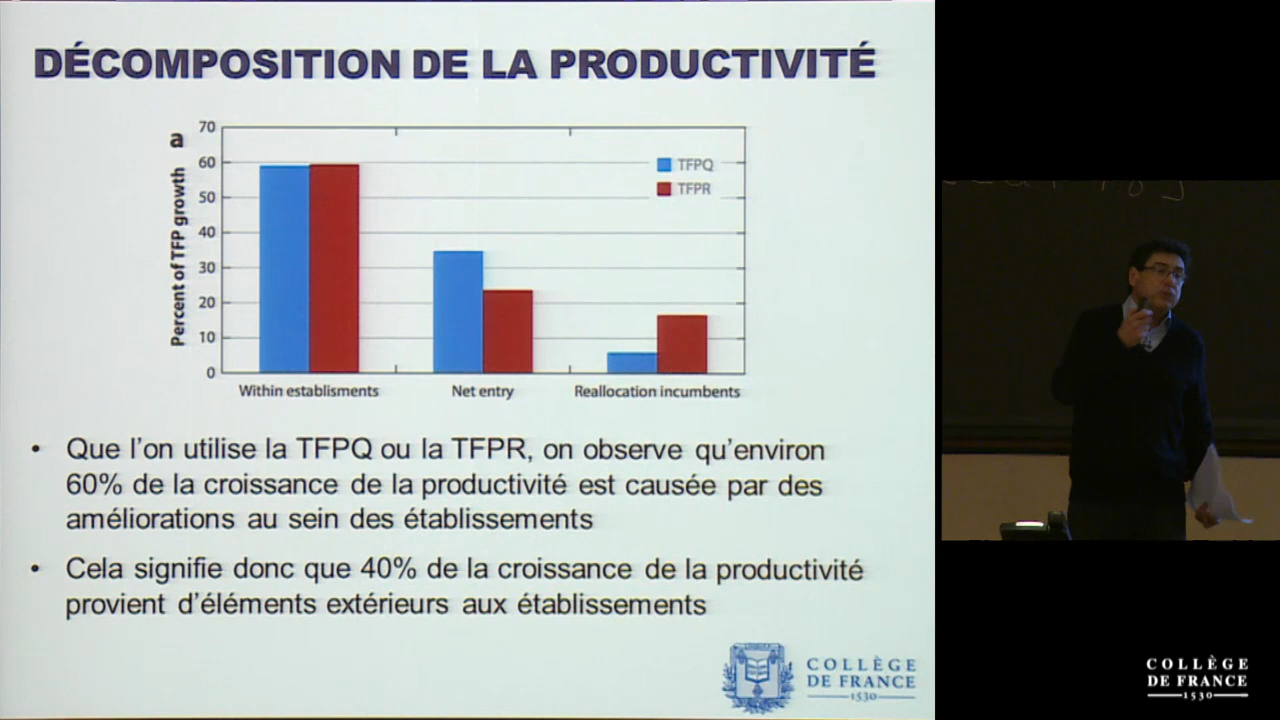 DÉCOMPOSITION DE LA PRODUCTIVITÉ
a
Percent of TFP growth
70
60
50
40
30
20
10
0
TFPQ
TFPR
Within establisments
Net entry
Reallocation incumbents
• Que l'on utilise la TFPQ ou la TFPR, on observe qu'environ
60% de la croissance de la productivité est causée par des
améliorations au sein des établissements
• Cela signifie donc que 40% de la croissance de la productivité
provient d'éléments extérieurs aux établissements
COLLÈGE
DE FRANCE
1530
COLLÈGE
DE FRANCE
1530